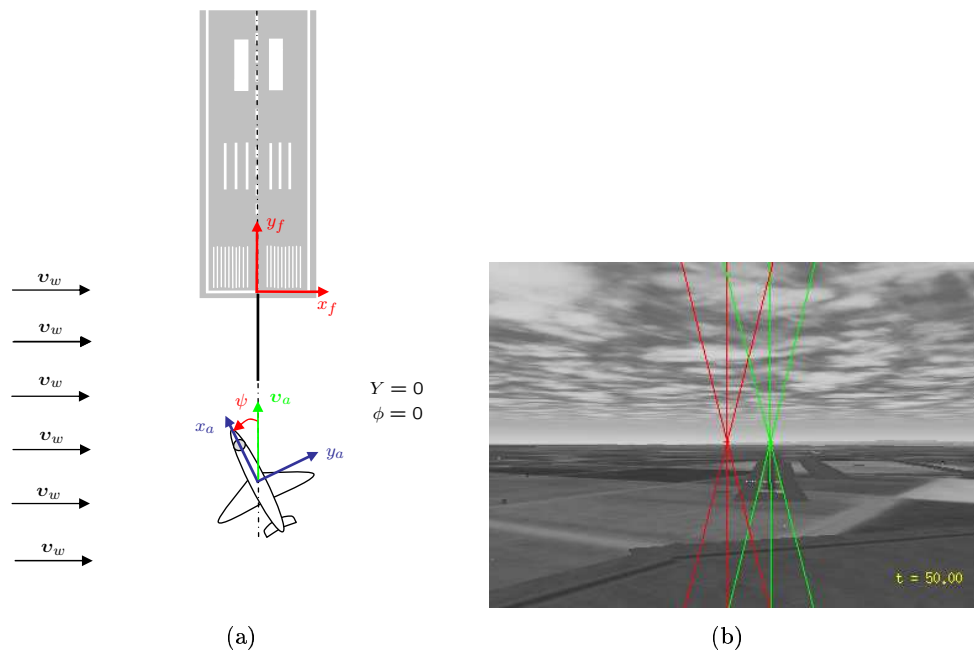 y_f
v_w
x_f
v_w
v_w
Y = 0
ψ
v_a
φ = 0
x_a
v_w
y_a
v_w
v_w
t = 50.00
(a)
(b)